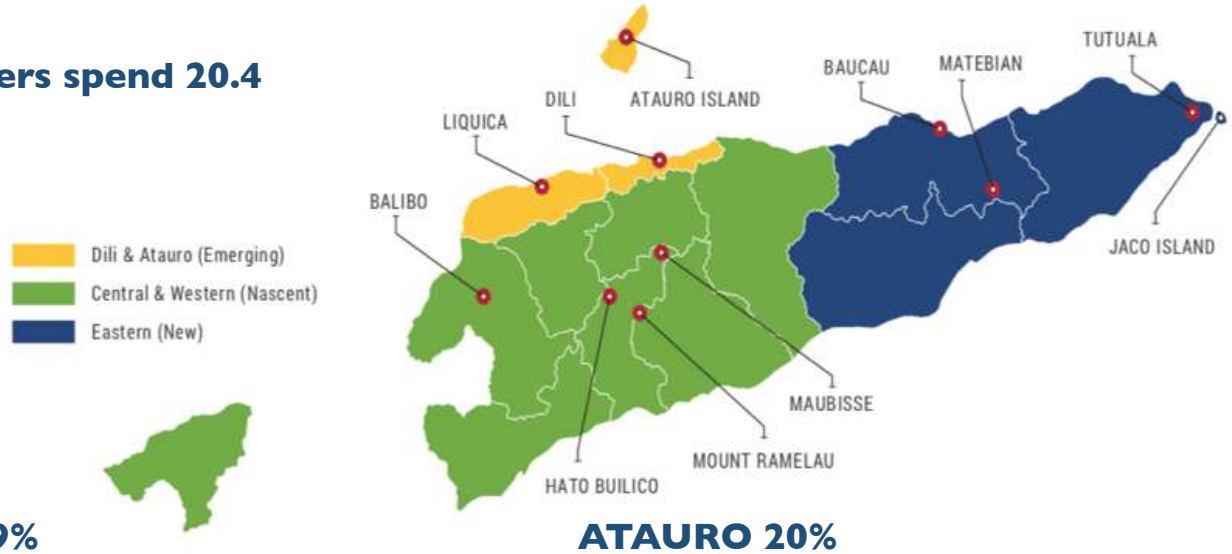 ers spend 20.4
TUTUALA
BAUCAU
MATEBIAN
DILI
ATAURO ISLAND
LIQUICA
BALIBO
JACO ISLAND
Dili & Atauro (Emerging)
Central & Western (Nascent)
Eastern (New)
MAUBISSE
MOUNT RAMELAU
HATO BUILICO
9%
ATAURO 20%